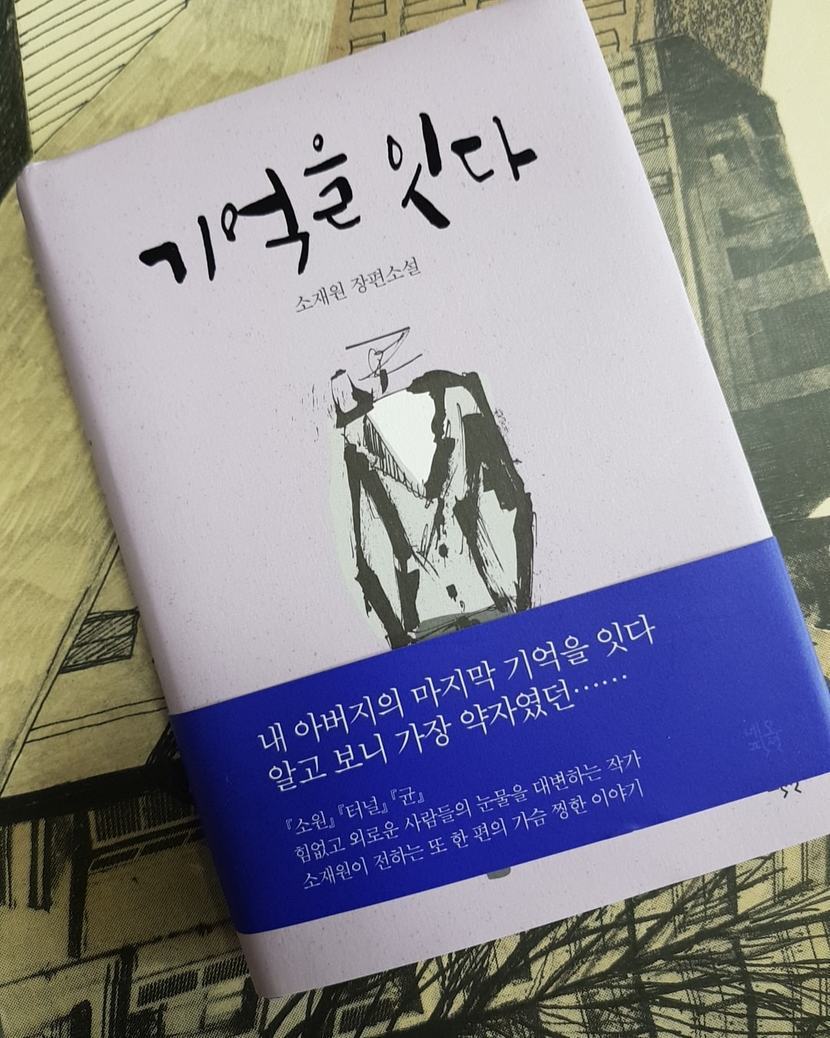 기억을 잇다
소재원 장편소설
내 아버지의 마지막 기억을 잇다
알고 보니 가장 약자였던……
『소원』 『터널』 『균』
힘없고 외로운 사람들의 눈물을 대변하는 작가
소재원이 전하는 또 한 편의 가슴 찡한 이야기